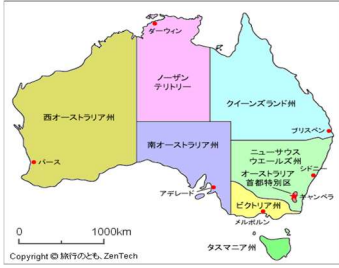 ダーウィン
ノーザン
テリトリー
クイーンズランド州
西オーストラリア州
ブリスベン
南オーストラリア州
ニューサウス
ウエールズ州
シドニー
オーストラリア
首都特別区
パース
キャンベラ
アデレード
ビクトリア州
メルボルン
タスマニア州
0 1000km
Copyright © 旅行のとも、ZenTech